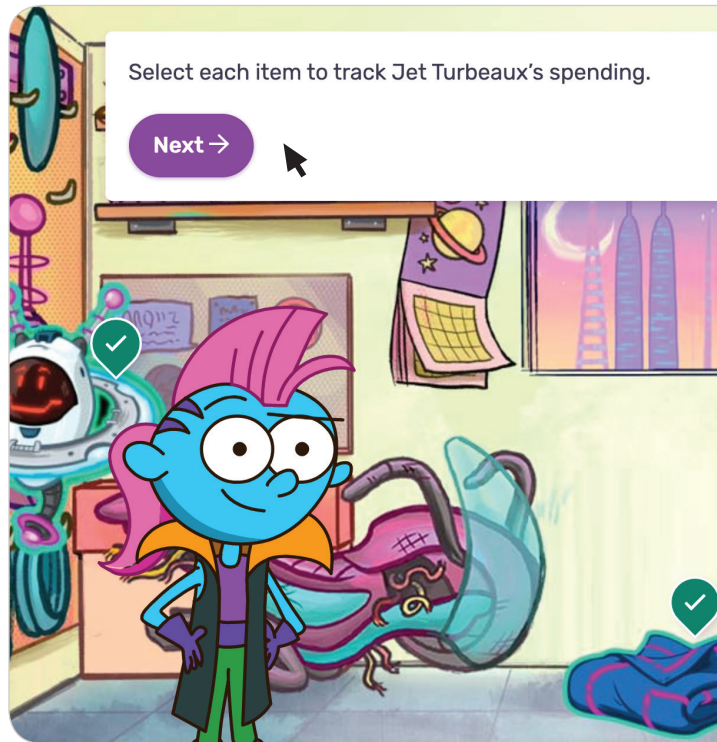 Select each item to track Jet Turbeaux’s spending.
Next →